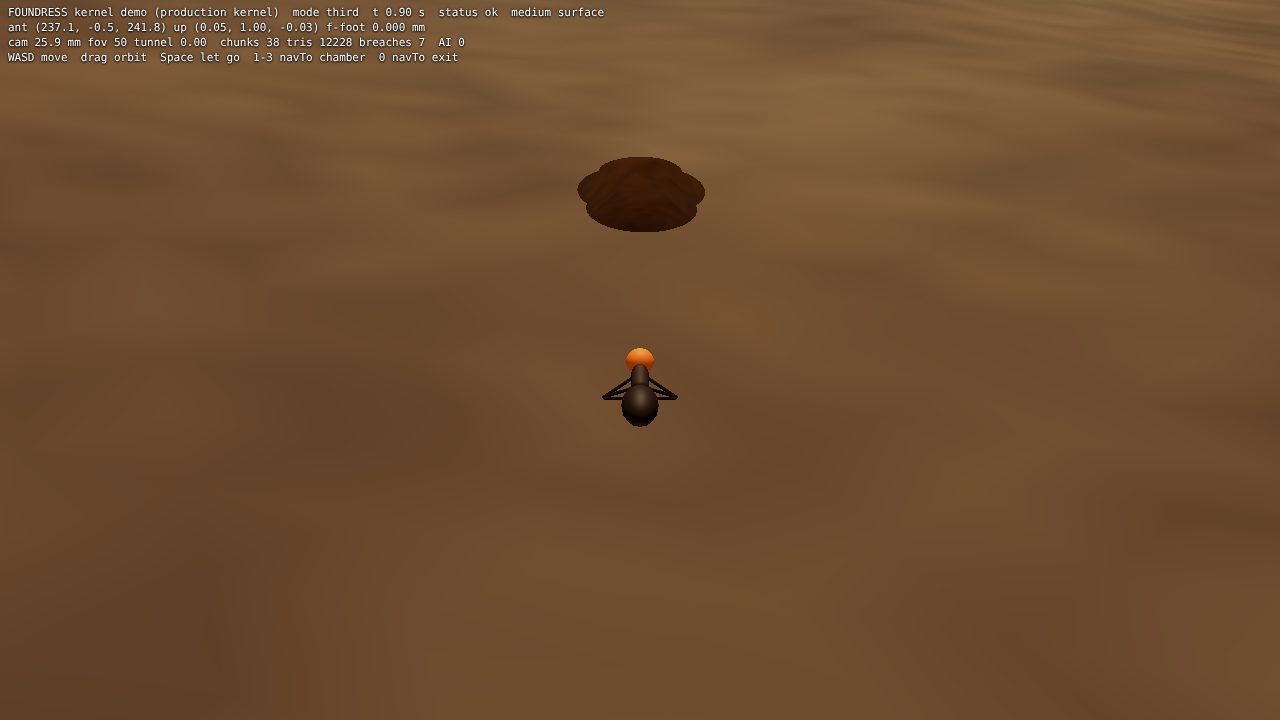 FOUNDRESS kernel demo (production kernel)  mode third  t 0.90 s  status ok  medium surface
ant (237.1, -0.5, 241.8) up (0.05, 1.00, -0.03) f-foot 0.000 mm
cam 25.9 mm fov 50 tunnel 0.00  chunks 38 tris 12228 breaches 7  AI 0
WASD move  drag orbit  Space let go  1-3 navTo chamber  0 navTo exit